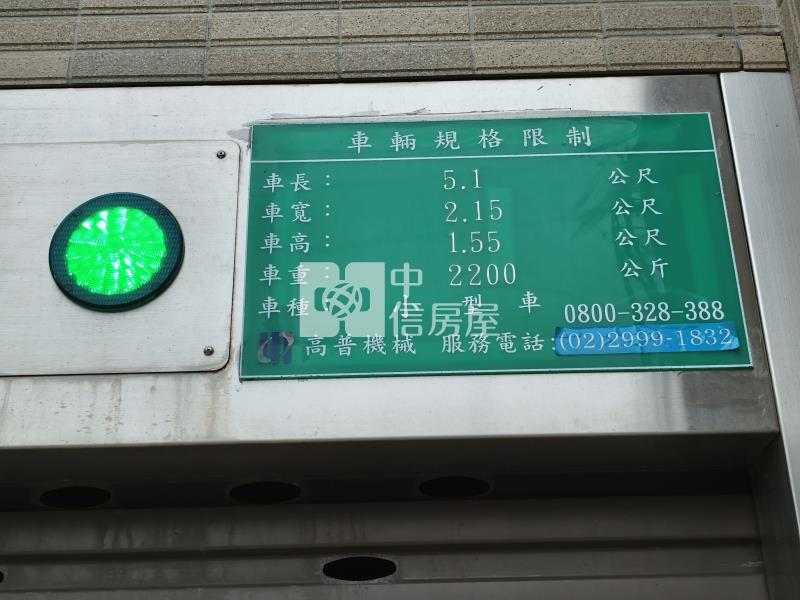 車輛規格限制
車長： 5.1 公尺
車寬： 2.15 公尺
車高： 1.55 公尺
車重： 2200 公斤
車種： 小型車 0800-328-388
高普機械 服務電話:(02)2999-1832
中信房屋